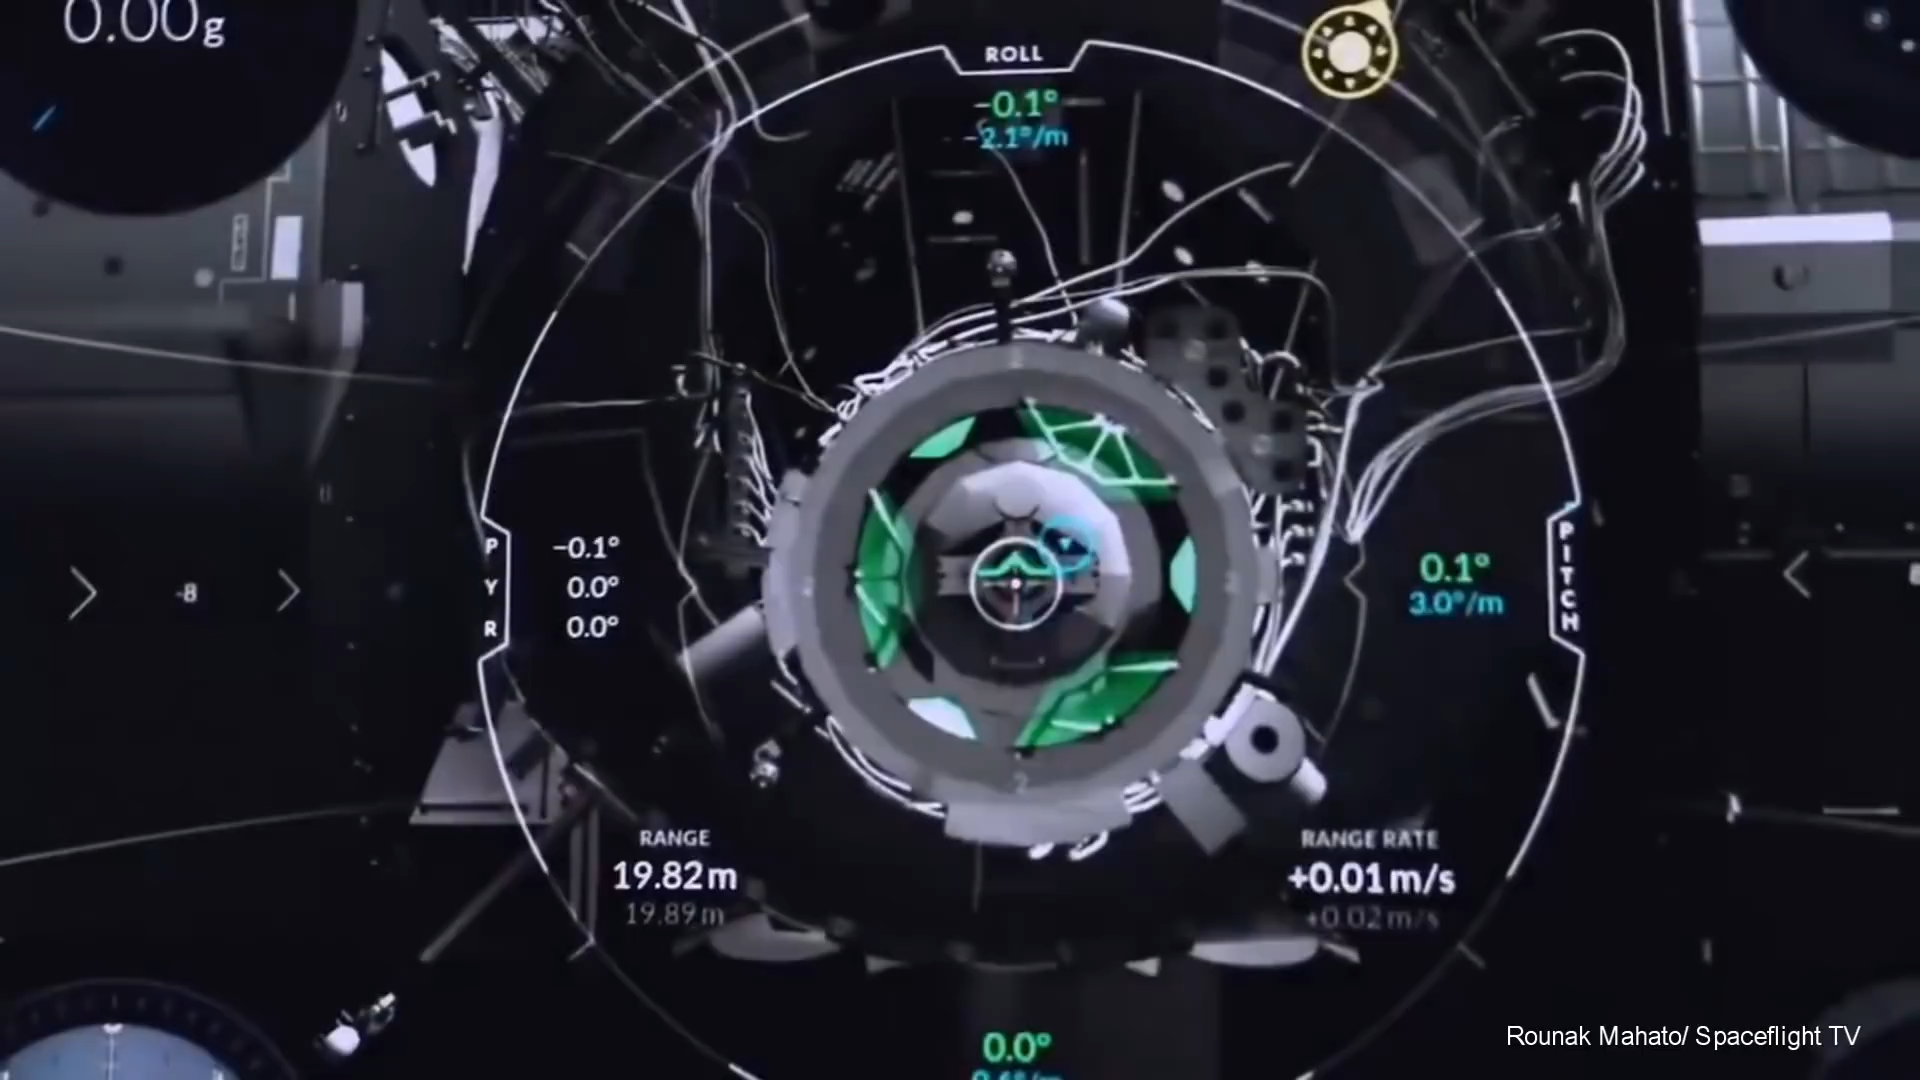 0.00g
ROLL
-0.1°
-2.1°/m
P
Y
R
-0.1°
0.0°
0.0°
-8
0.1°
3.0°/m
PITCH
RANGE
19.82m
19.89m
RANGE RATE
+0.01m/s
+0.02m/s
2
0.0°
Rounak Mahato/ Spaceflight TV